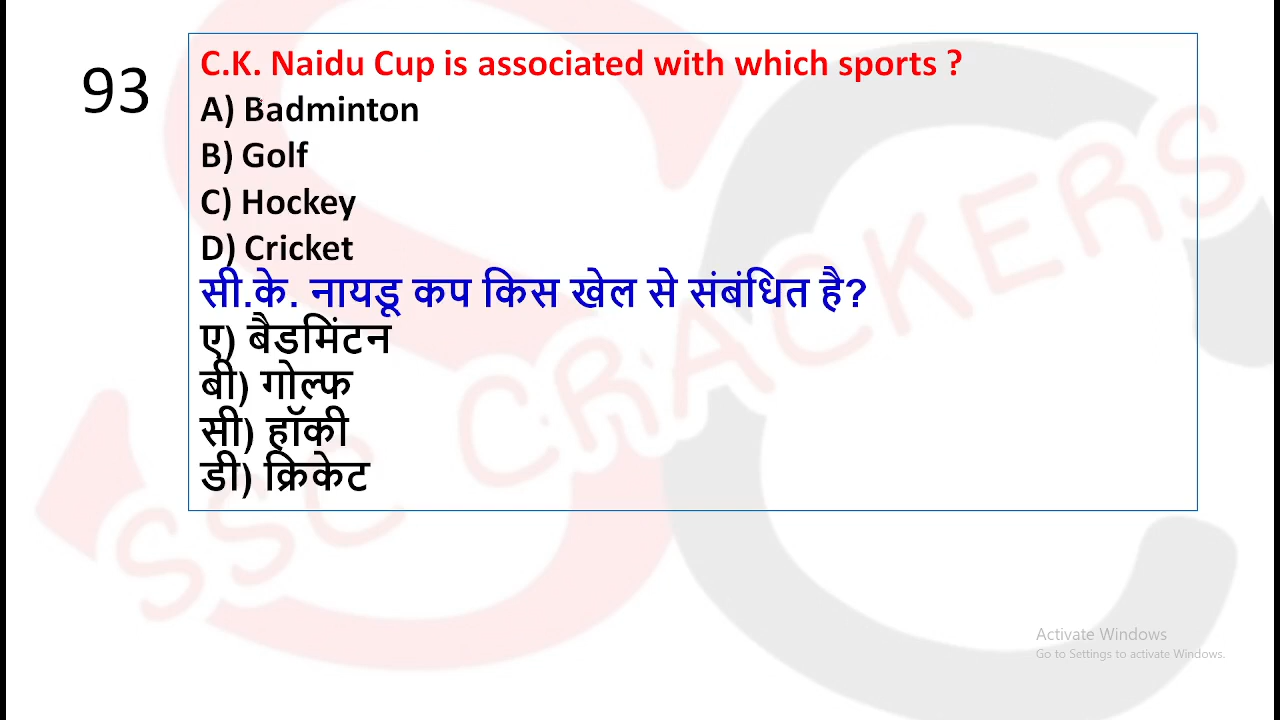 93
C.K. Naidu Cup is associated with which sports ?
A) Badminton
B) Golf
C) Hockey
D) Cricket
सी.के. नायडू कप किस खेल से संबंधित है?
ए) बैडमिंटन
बी) गोल्फ
सी) हॉकी
डी) क्रिकेट
SSC CRACKERS
Activate Windows
Go to Settings to activate Windows.